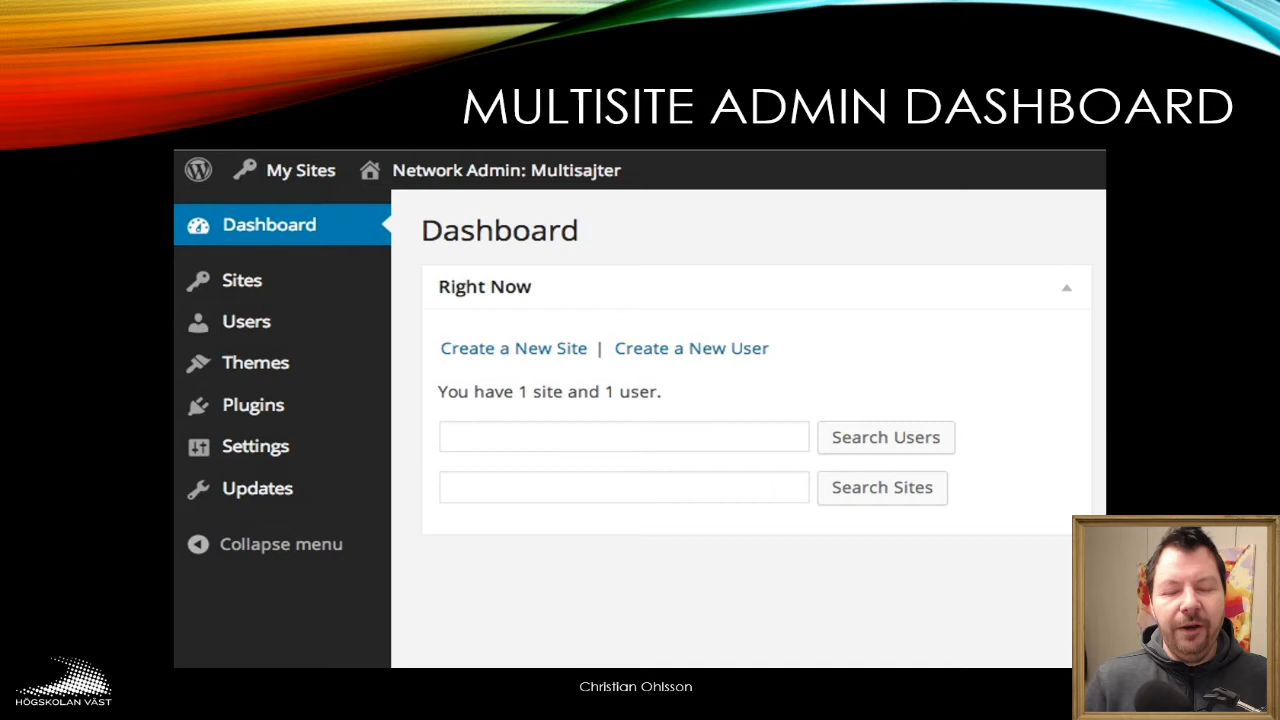 MULTISITE ADMIN DASHBOARD
My Sites Network Admin: Multisajter
Dashboard
Sites
Users
Themes
Plugins
Settings
Updates
Collapse menu
Dashboard
Right Now
Create a New Site | Create a New User
You have 1 site and 1 user.
Search Users
Search Sites
HÖGSKOLAN VÄST
Christian Ohlsson